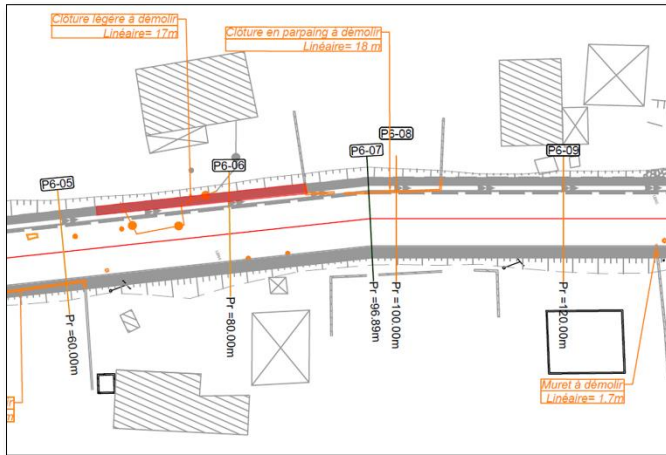 Clôture légère à démolir
Linéaire= 17m
Clôture en parpaing à démolir
Linéaire= 18 m
P6-05
P6-06
P6-07
P6-08
P6-09
Pr =60.00m
Pr =80.00m
Pr =96.89m
Pr =100.00m
Pr =120.00m
Muret à démolir
Linéaire= 1.7m